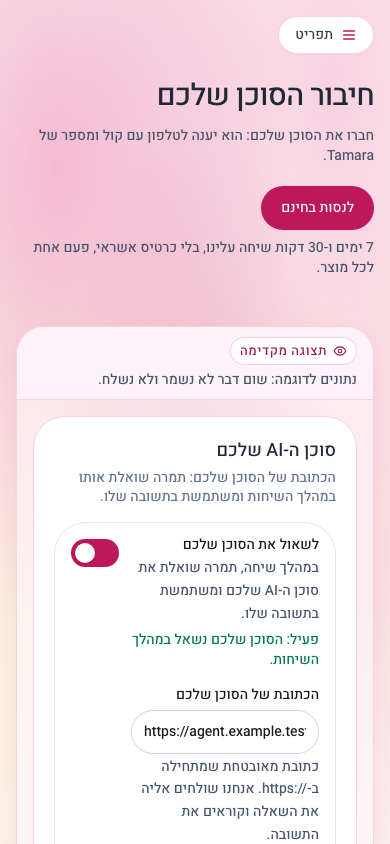 תפריט
חיבור הסוכן שלכם
חברו את הסוכן שלכם: הוא יענה לטלפון עם קול ומספר של
Tamara.
לנסות בחינם
7 ימים ו-30 דקות שיחה עלינו, בלי כרטיס אשראי, פעם אחת
לכל מוצר.
תצוגה מקדימה
נתונים לדוגמה: שום דבר לא נשמר ולא נשלח.
סוכן ה-AI שלכם
הכתובת של הסוכן שלכם: תמרה שואלת אותו
במהלך השיחות ומשתמשת בתשובה שלו.
לשאול את הסוכן שלכם
במהלך שיחה, תמרה שואלת את
סוכן ה-AI שלכם ומשתמשת
בתשובה שלו.
פעיל: הסוכן שלכם נשאל במהלך
השיחות.
הכתובת של הסוכן שלכם
https://agent.example.tes
כתובת מאובטחת שמתחילה
ב-https://. אנחנו שולחים אליה
את השאלה וקוראים את
התשובה.